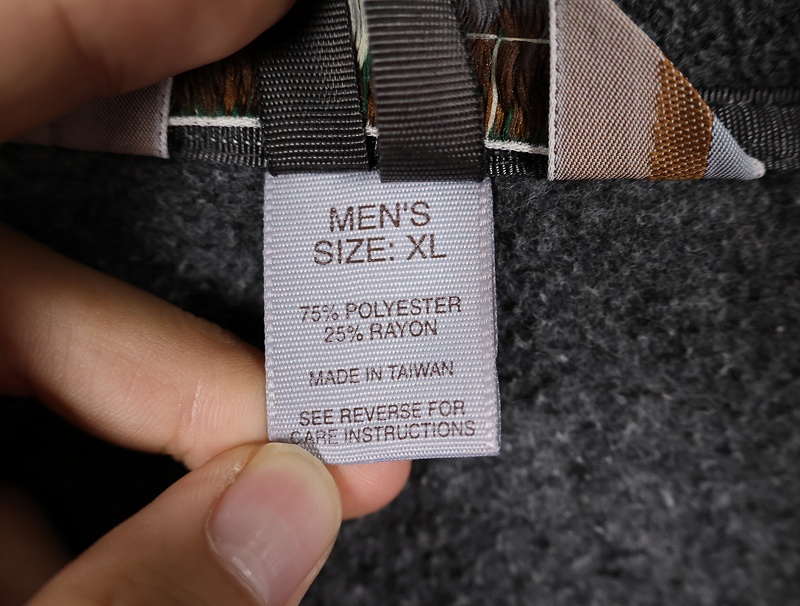 MEN'S
SIZE: XL
75% POLYESTER
25% RAYON
MADE IN TAIWAN
SEE REVERSE FOR
CARE INSTRUCTIONS